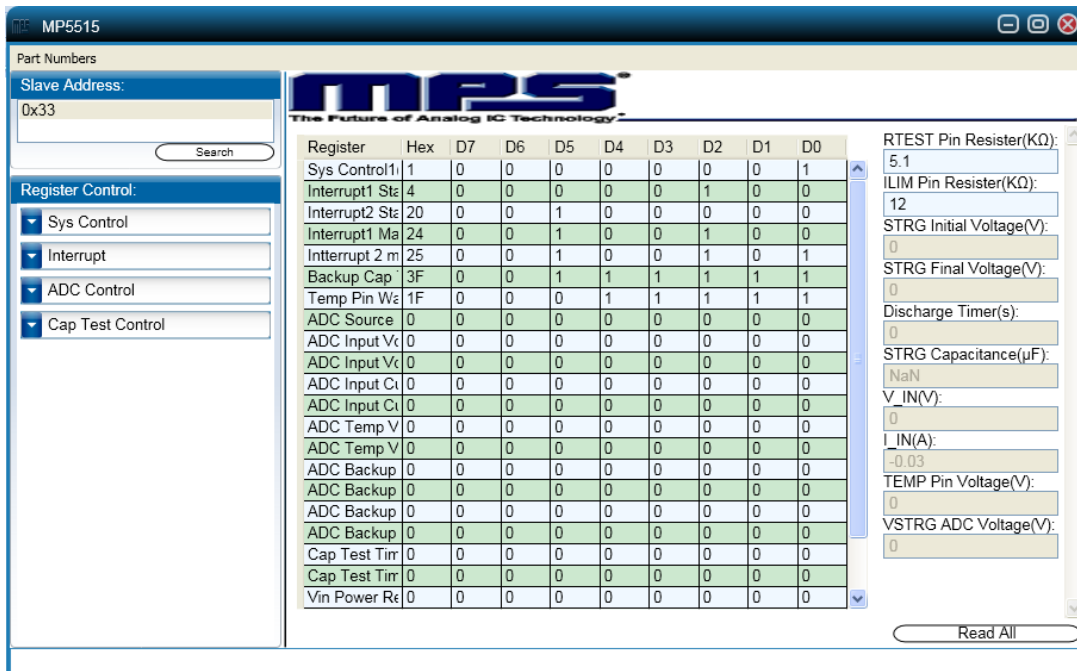 MP5515
Part Numbers
Slave Address:
0x33
Search
Register Control:
Sys Control
Interrupt
ADC Control
Cap Test Control
mps
The Future of Analog IC Technology
Register Hex D7 D6 D5 D4 D3 D2 D1 D0
Sys Control1 1 0 0 0 0 0 0 0 1
Interrupt1 Sta 4 0 0 0 0 0 1 0 0
Interrupt2 Sta 20 0 0 1 0 0 0 0 0
Interrupt1 Ma 24 0 0 1 0 0 1 0 0
Intterrupt 2 m 25 0 0 1 0 0 1 0 1
Backup Cap 3F 0 0 1 1 1 1 1 1
Temp Pin Wa 1F 0 0 0 1 1 1 1 1
ADC Source 0 0 0 0 0 0 0 0 0
ADC Input Vo 0 0 0 0 0 0 0 0 0
ADC Input Vo 0 0 0 0 0 0 0 0 0
ADC Input Cu 0 0 0 0 0 0 0 0 0
ADC Input Cu 0 0 0 0 0 0 0 0 0
ADC Temp V 0 0 0 0 0 0 0 0 0
ADC Temp V 0 0 0 0 0 0 0 0 0
ADC Backup 0 0 0 0 0 0 0 0 0
ADC Backup 0 0 0 0 0 0 0 0 0
ADC Backup 0 0 0 0 0 0 0 0 0
ADC Backup 0 0 0 0 0 0 0 0 0
Cap Test Tim 0 0 0 0 0 0 0 0 0
Cap Test Tim 0 0 0 0 0 0 0 0 0
Vin Power Re 0 0 0 0 0 0 0 0 0
RTEST Pin Resister(KΩ):
5.1
ILIM Pin Resister(KΩ):
12
STRG Initial Voltage(V):
0
STRG Final Voltage(V):
0
Discharge Timer(s):
0
STRG Capacitance(µF):
NaN
V_IN(V):
0
I_IN(A):
-0.03
TEMP Pin Voltage(V):
0
VSTRG ADC Voltage(V):
0
Read All